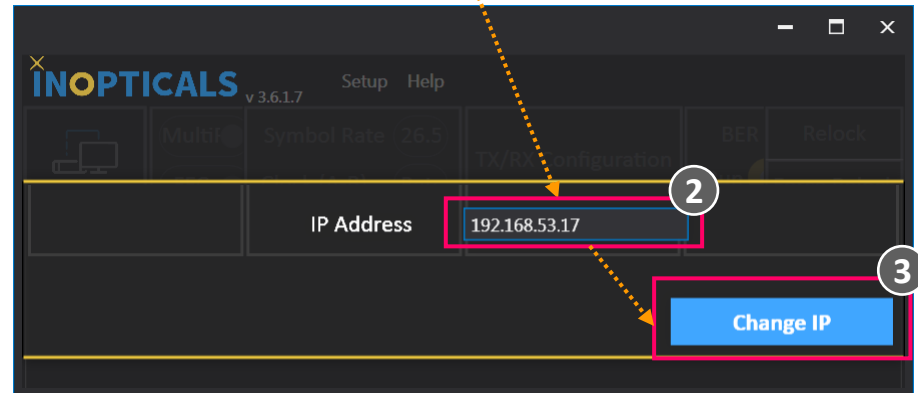 INOPTICALS v 3.6.1.7 Setup Help
MultiR Symbol Rate 26.5 BER Relock
TX/RX Configuration
2
IP Address 192.168.53.17
3
Change IP